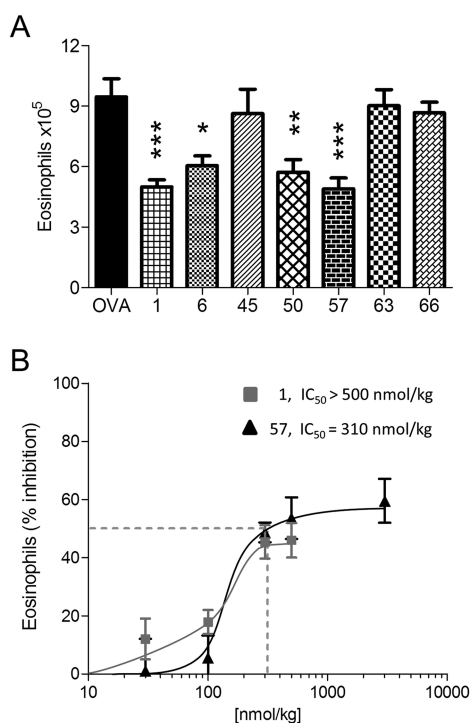 A
Eosinophils x10⁵
12
9
6
3
0
*** * ** ***
OVA 1 6 45 50 57 63 66
B
Eosinophils (% inhibition)
100
80
60
40
20
0
1, IC₅₀ > 500 nmol/kg
57, IC₅₀ = 310 nmol/kg
10 100 1000 10000
[nmol/kg]